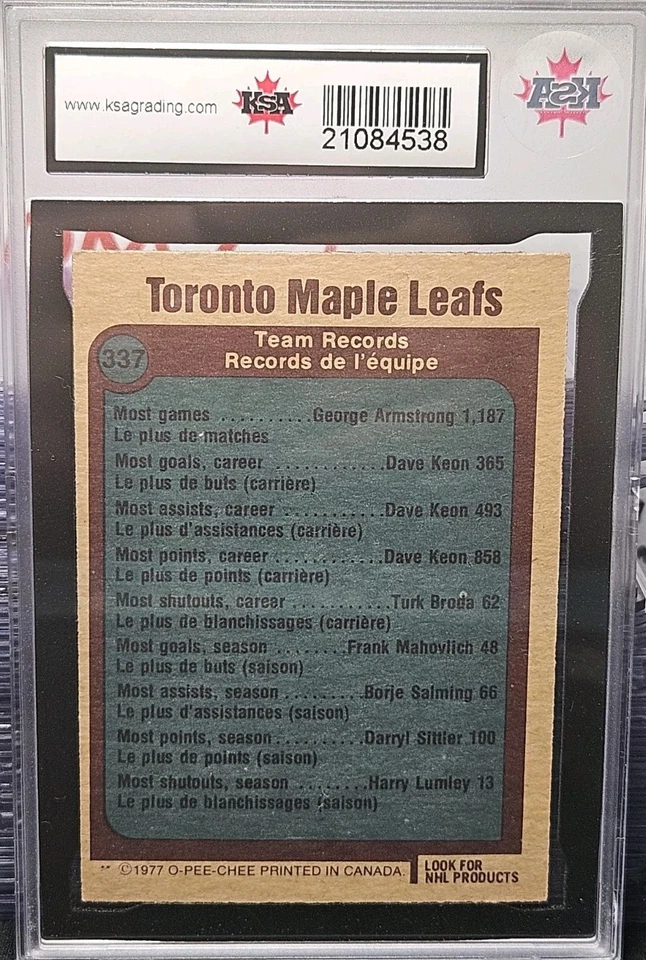 www.ksagrading.com
KSA
21084538
KSA
Toronto Maple Leafs
337
Team Records
Records de l'équipe
Most games ..........George Armstrong 1,187
Le plus de matches
Most goals, career ............Dave Keon 365
Le plus de buts (carrière)
Most assists, career ...........Dave Keon 493
Le plus d'assistances (carrière)
Most points, career ............Dave Keon 858
Le plus de points (carrière)
Most shutouts, career ..........Turk Broda 62
Le plus de blanchissages (carrière)
Most goals, season .......Frank Mahovlich 48
Le plus de buts (saison)
Most assists, season .........Borje Salming 66
Le plus d'assistances (saison)
Most points, season ..........Darryl Sittler 100
Le plus de points (saison)
Most shutouts, season ........Harry Lumley 13
Le plus de blanchissages (saison)
** ©1977 O-PEE-CHEE PRINTED IN CANADA.
LOOK FOR
NHL PRODUCTS